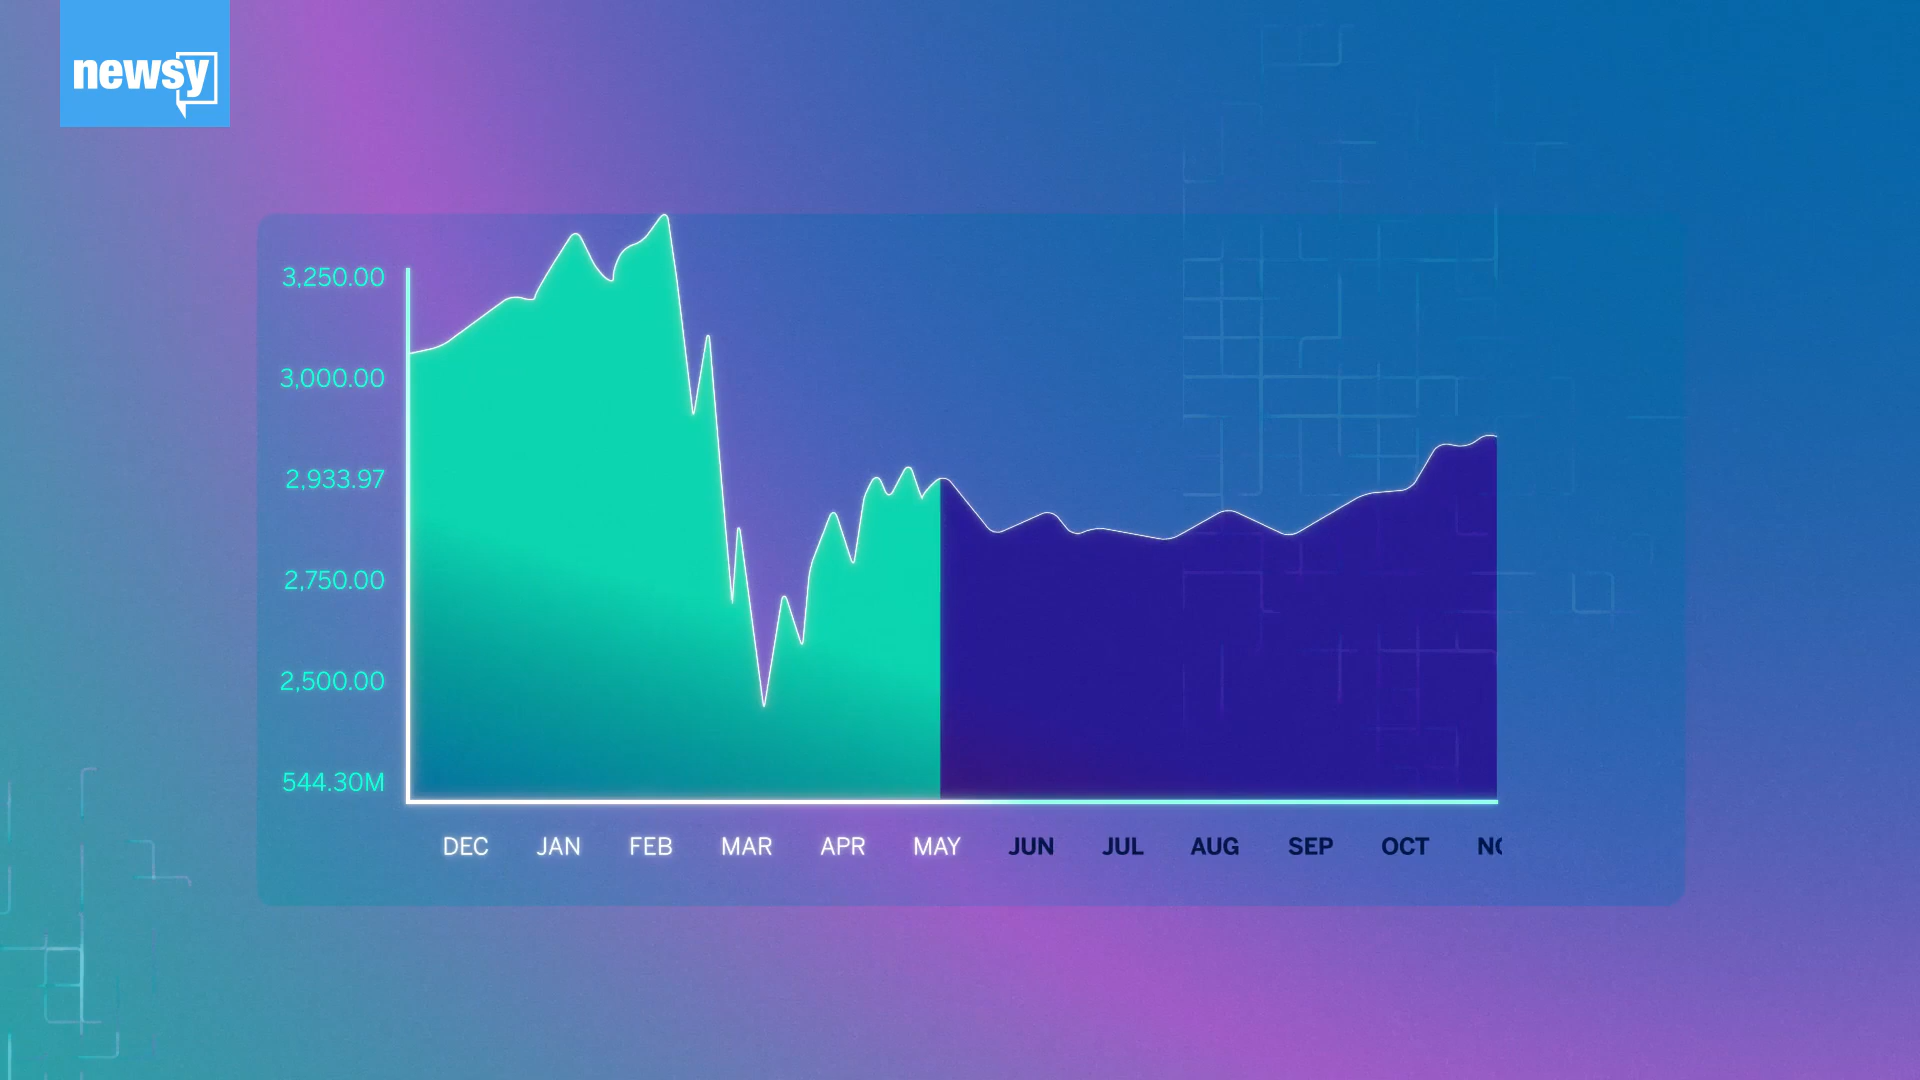 newsy
3,250.00
3,000.00
2,933.97
2,750.00
2,500.00
544.30M
DEC JAN FEB MAR APR MAY JUN JUL AUG SEP OCT